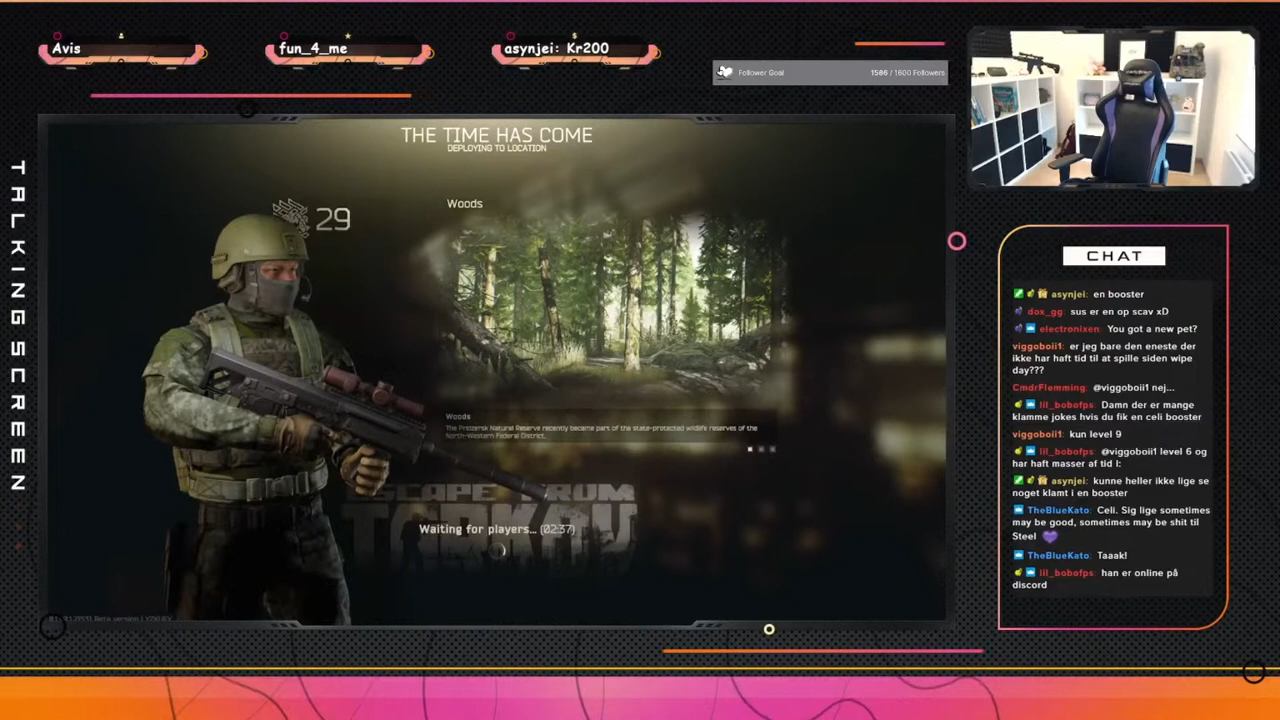 Avis
fun_4_me
asynjei: Kr200
Follower Goal
1586 / 1600 Followers
TALKING SCREEN
THE TIME HAS COME
DEPLOYING TO LOCATION
29
Woods
Woods
The Priozersk Natural Reserve recently became part of the state-protected wildlife reserves of the
North-Western Federal District.
ESCAPE FROM
TARKOV
Waiting for players... (02:37)
CHAT
asynjei: en booster
dox_gg: sus er en op scav xD
electronixen: You got a new pet?
viggoboii1: er jeg bare den eneste der
ikke har haft tid til at spille siden wipe
day???
CmdrFlemming: @viggoboii1 nej...
lil_bobofps: Damn der er mange
klamme jokes hvis du fik en celi booster
viggoboii1: kun level 9
lil_bobofps: @viggoboii1 level 6 og
har haft masser af tid l:
asynjei: kunne heller ikke lige se
noget klamt i en booster
TheBlueKato: Celi. Sig lige sometimes
may be good, sometimes may be shit til
Steel
TheBlueKato: Taaak!
lil_bobofps: han er online på
discord